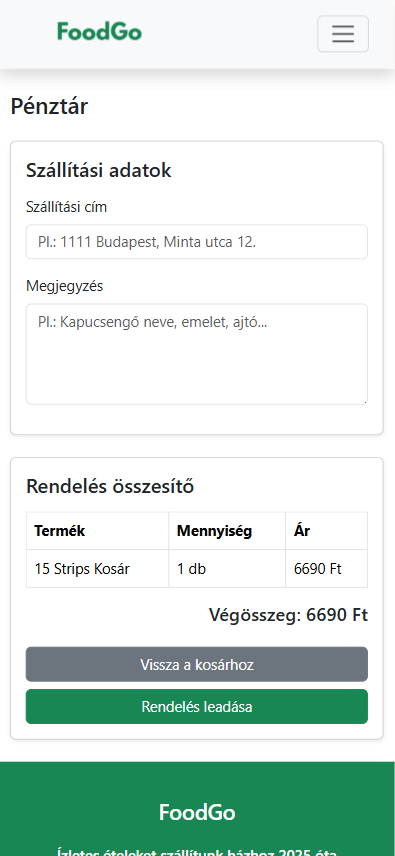 FoodGo
Pénztár
Szállítási adatok
Szállítási cím
Pl.: 1111 Budapest, Minta utca 12.
Megjegyzés
Pl.: Kapucsengő neve, emelet, ajtó...
Rendelés összesítő
Termék Mennyiség Ár
15 Strips Kosár 1 db 6690 Ft
Végösszeg: 6690 Ft
Vissza a kosárhoz
Rendelés leadása
FoodGo
Ízletes ételeket szállítunk házhoz 2025 óta